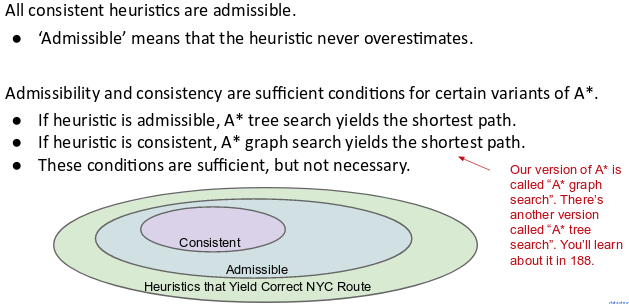 All consistent heuristics are admissible.
● ‘Admissible’ means that the heuristic never overestimates.
Admissibility and consistency are sufficient conditions for certain variants of A*.
● If heuristic is admissible, A* tree search yields the shortest path.
● If heuristic is consistent, A* graph search yields the shortest path.
● These conditions are sufficient, but not necessary.
Our version of A* is
called “A* graph
search”. There’s
another version
called “A* tree
search”. You’ll learn
about it in 188.
Consistent
Admissible
Heuristics that Yield Correct NYC Route